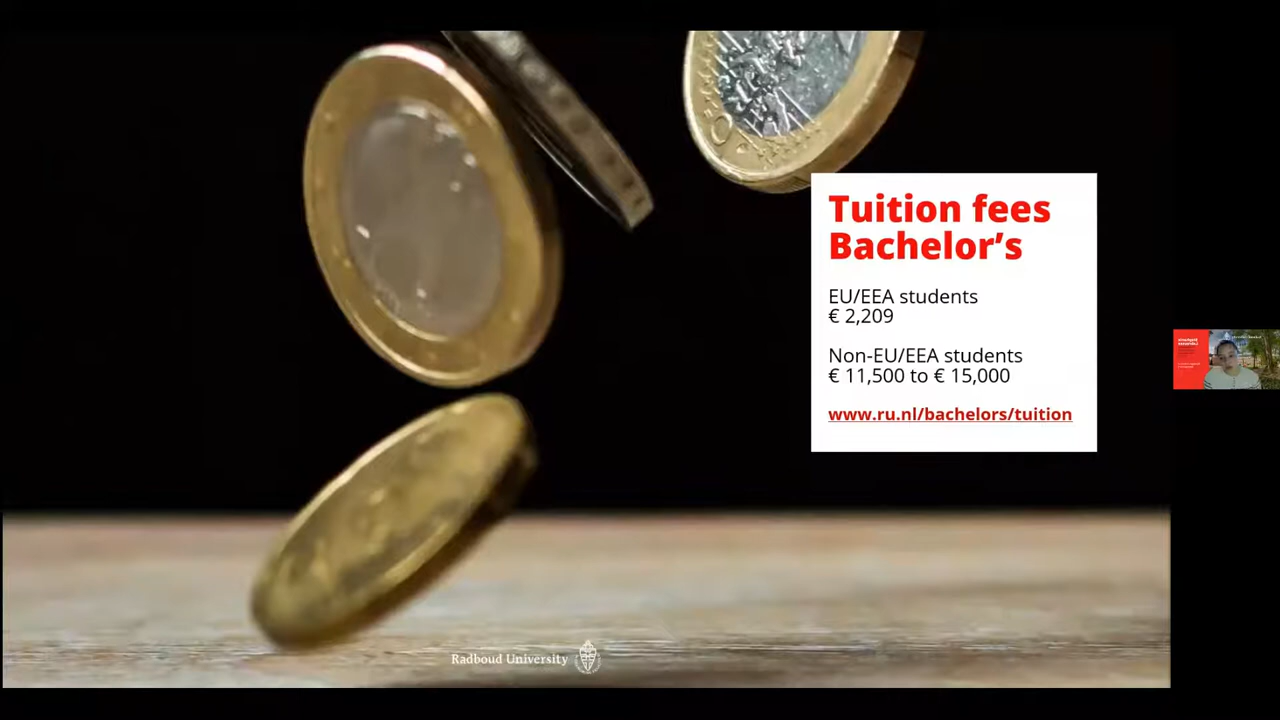 Tuition fees
Bachelor's
EU/EEA students
€ 2,209
Non-EU/EEA students
€ 11,500 to € 15,000
www.ru.nl/bachelors/tuition
Radboud University